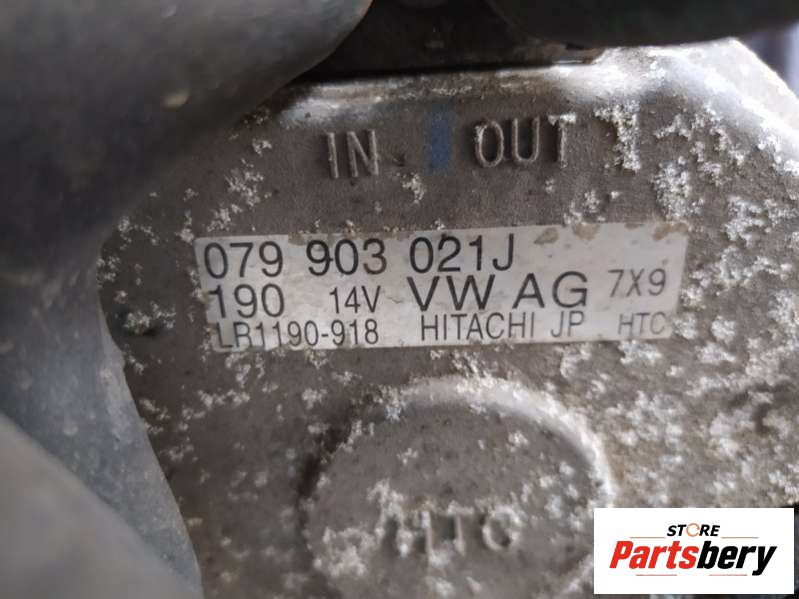 IN OUT
079 903 021J
190 14V VW AG 7X9
LR1190-918 HITACHI JP HTC
HTC
STORE
Partsbery